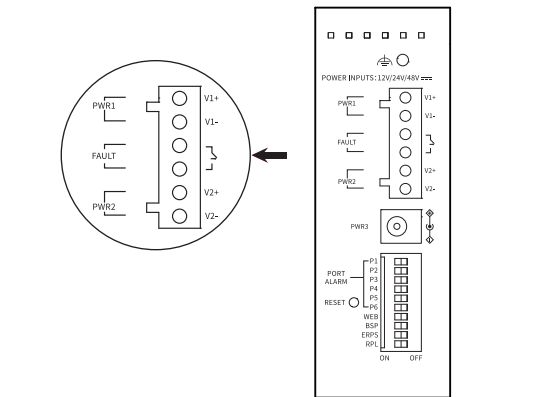 PWR1
V1+
V1-
FAULT
PWR2
V2+
V2-
POWER INPUTS: 12V/24V/48V
PWR1
V1+
V1-
FAULT
PWR2
V2+
V2-
PWR3
PORT
ALARM
P1
P2
P3
P4
P5
P6
RESET
WEB
BSP
ERPS
RPL
ON OFF